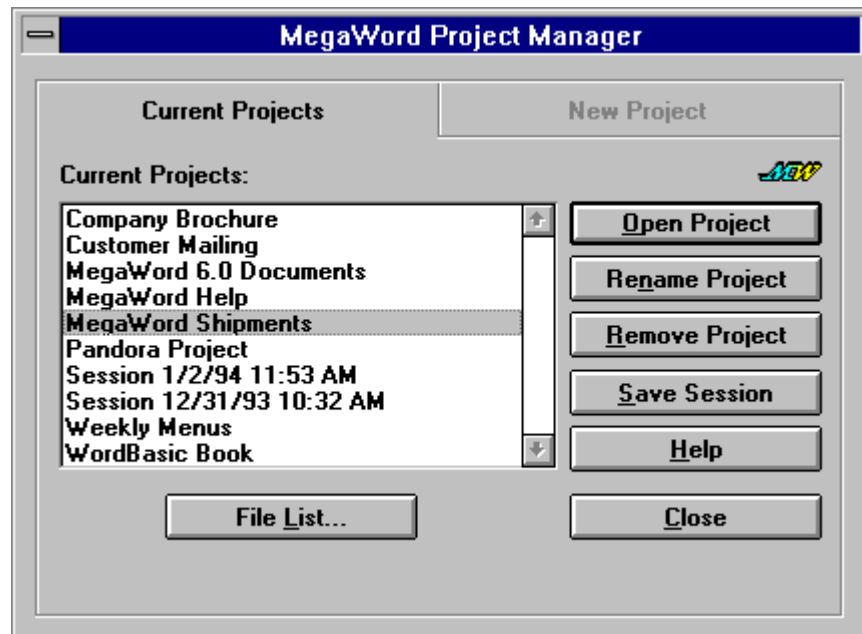 MegaWord Project Manager
Current Projects
New Project
Current Projects:
MEW
Company Brochure
Customer Mailing
MegaWord 6.0 Documents
MegaWord Help
MegaWord Shipments
Pandora Project
Session 1/2/94 11:53 AM
Session 12/31/93 10:32 AM
Weekly Menus
WordBasic Book
Open Project
Rename Project
Remove Project
Save Session
Help
File List...
Close